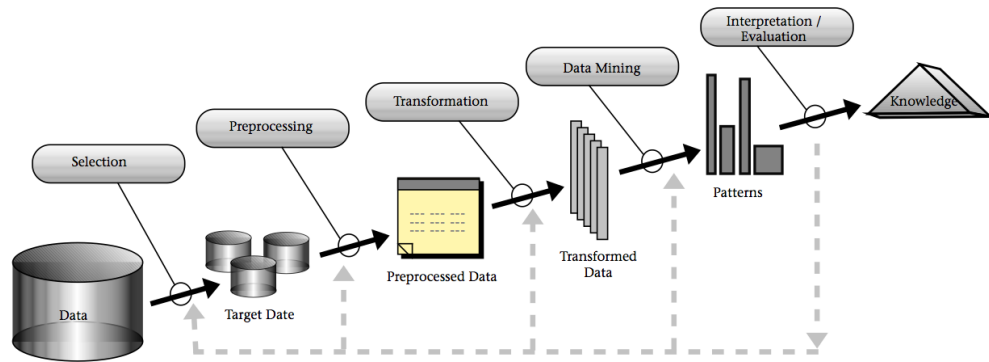 Interpretation /
Evaluation
Data Mining
Transformation
Preprocessing
Selection
Data
Target Date
Preprocessed Data
Transformed
Data
Patterns
Knowledge